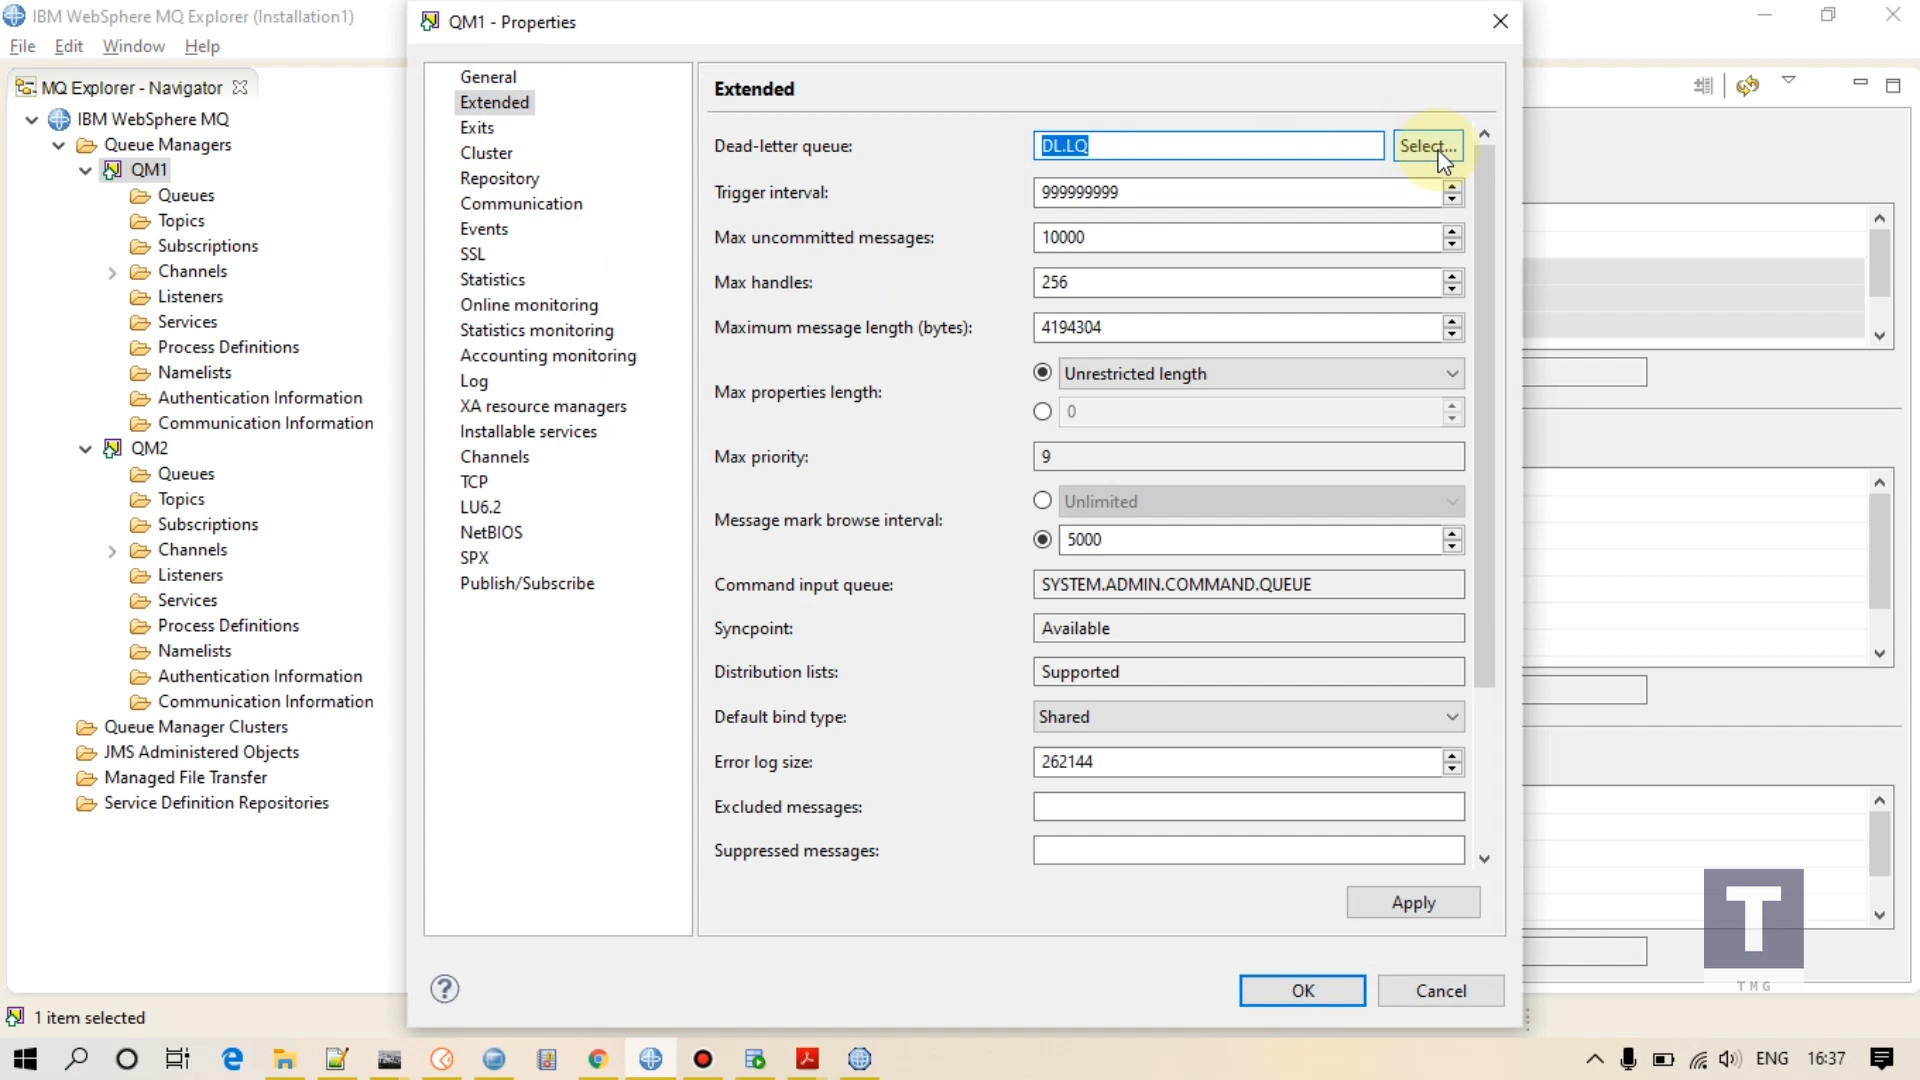 IBM WebSphere MQ Explorer (Installation1)
File Edit Window Help
MQ Explorer - Navigator
IBM WebSphere MQ
Queue Managers
QM1
Queues
Topics
Subscriptions
Channels
Listeners
Services
Process Definitions
Namelists
Authentication Information
Communication Information
QM2
Queues
Topics
Subscriptions
Channels
Listeners
Services
Process Definitions
Namelists
Authentication Information
Communication Information
Queue Manager Clusters
JMS Administered Objects
Managed File Transfer
Service Definition Repositories
1 item selected
QM1 - Properties
General
Extended
Exits
Cluster
Repository
Communication
Events
SSL
Statistics
Online monitoring
Statistics monitoring
Accounting monitoring
Log
XA resource managers
Installable services
Channels
TCP
LU6.2
NetBIOS
SPX
Publish/Subscribe
Extended
Dead-letter queue: DL.LQ Select...
Trigger interval: 999999999
Max uncommitted messages: 10000
Max handles: 256
Maximum message length (bytes): 4194304
Max properties length: Unrestricted length
0
Max priority: 9
Message mark browse interval: Unlimited
5000
Command input queue: SYSTEM.ADMIN.COMMAND.QUEUE
Syncpoint: Available
Distribution lists: Supported
Default bind type: Shared
Error log size: 262144
Excluded messages:
Suppressed messages:
Apply
? OK Cancel
T
TMG
ENG 16:37